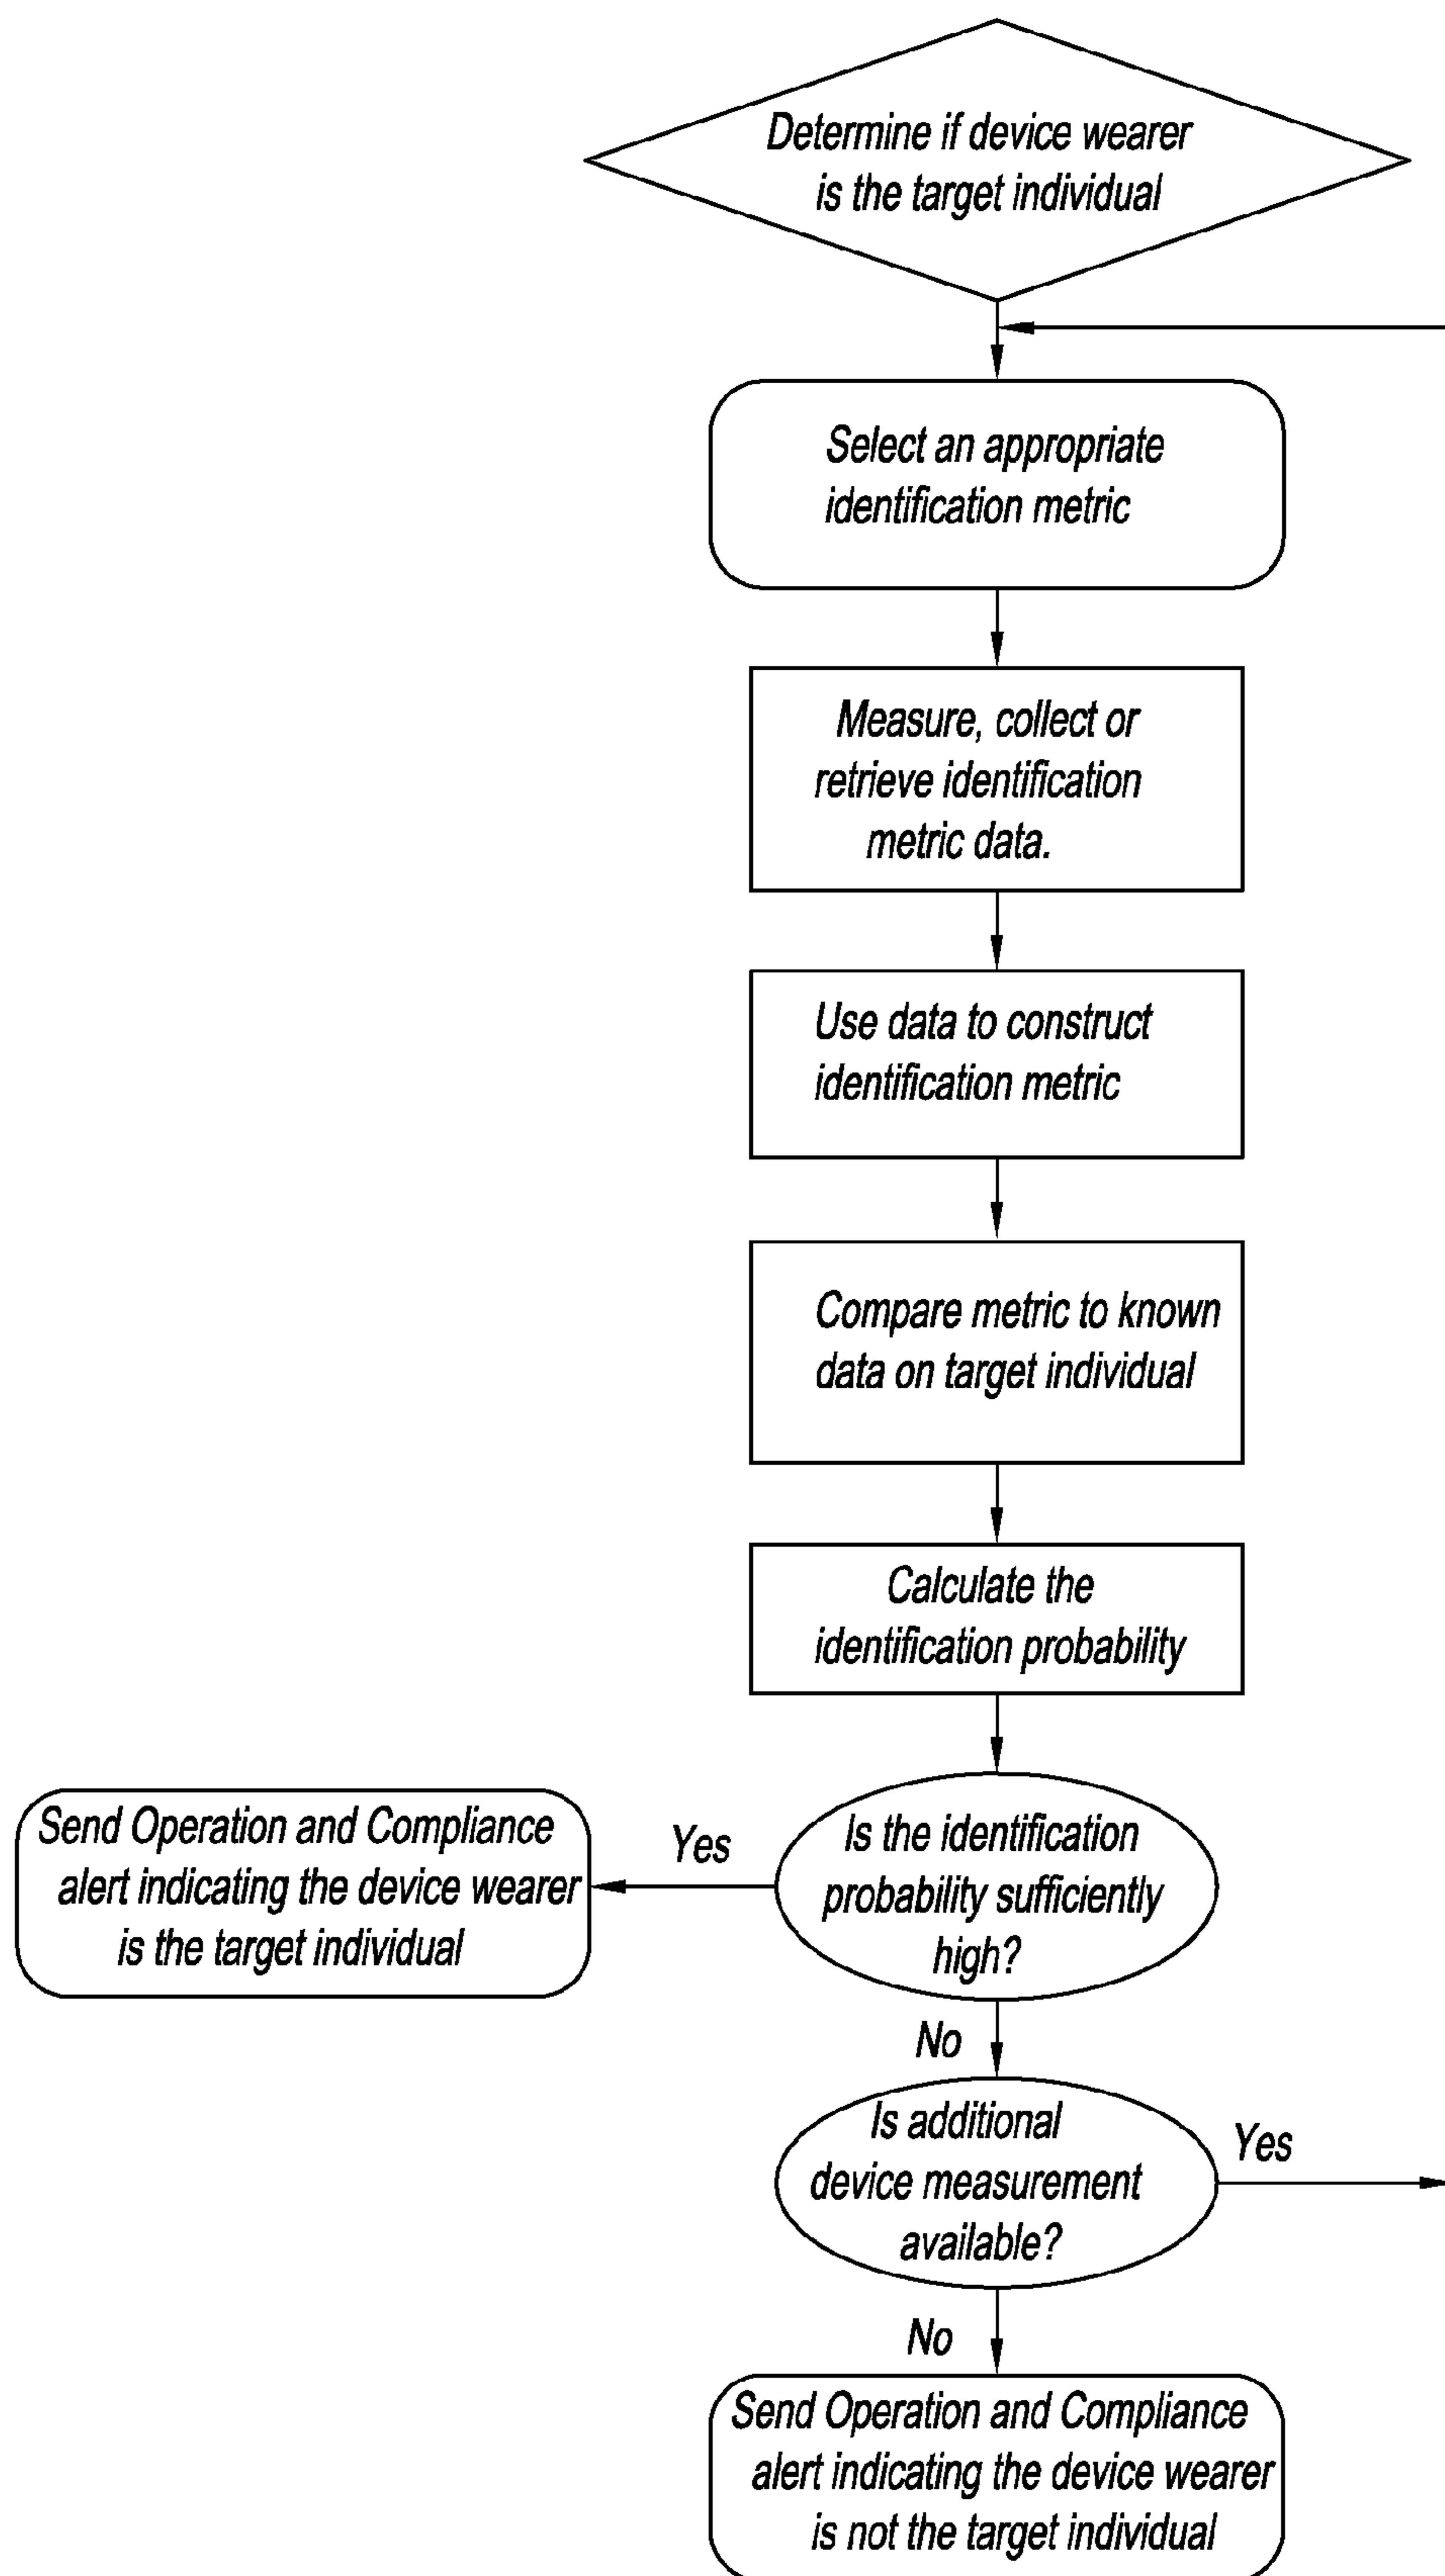 Determine if device wearer
is the target individual
Select an appropriate
identification metric
Measure, collect or
retrieve identification
metric data.
Use data to construct
identification metric
Compare metric to known
data on target individual
Calculate the
identification probability
Is the identification
probability sufficiently
high?
Yes
Send Operation and Compliance
alert indicating the device wearer
is the target individual
No
Is additional
device measurement
available?
Yes
No
Send Operation and Compliance
alert indicating the device wearer
is not the target individual